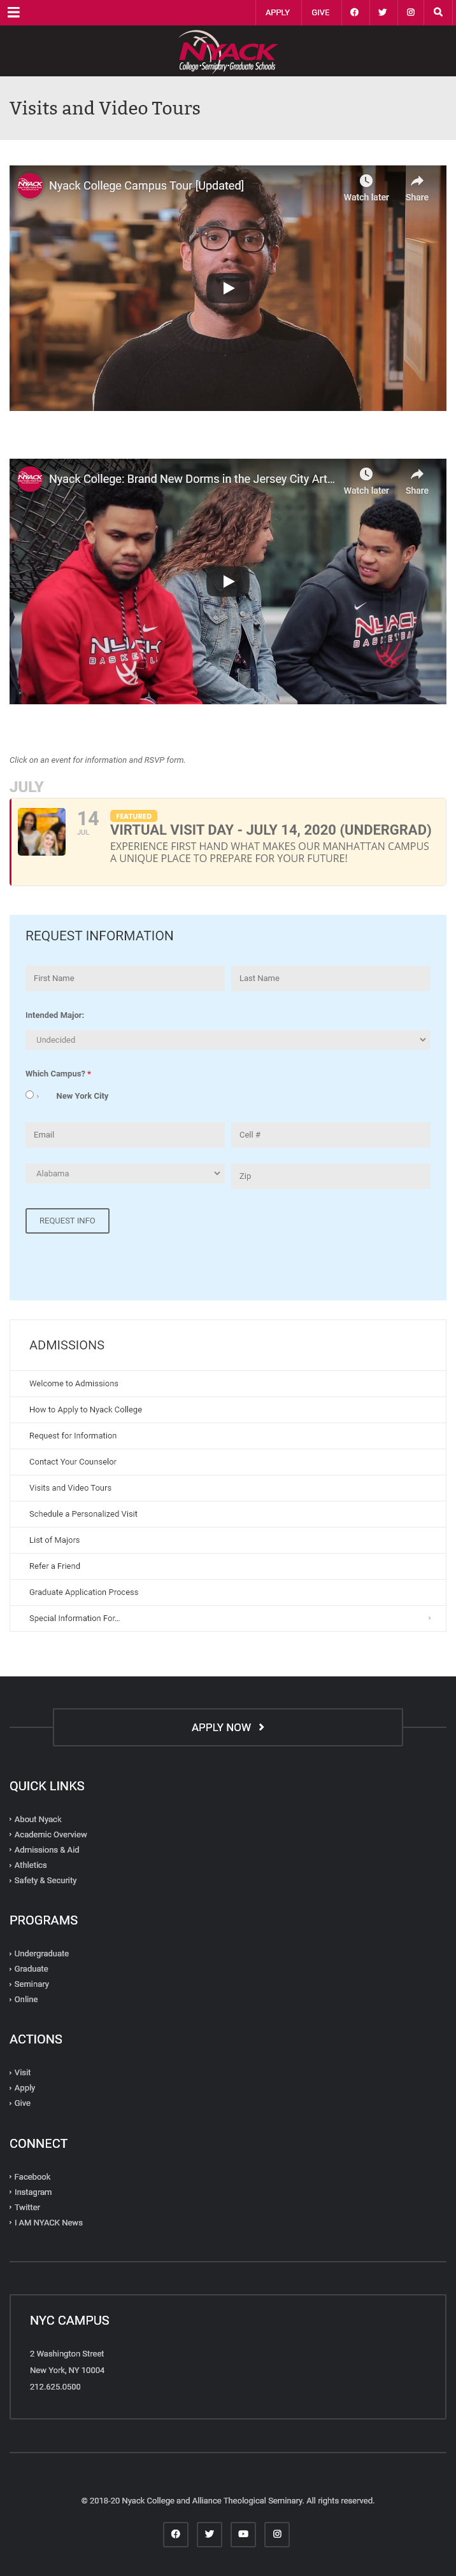 APPLY
GIVE
NYACK
College · Seminary · Graduate Schools
Visits and Video Tours
NYACK
Nyack College Campus Tour [Updated]
Watch later
Share
NYACK
Nyack College: Brand New Dorms in the Jersey City Art...
Watch later
Share
NYACK
BASKETBALL
NYACK
BASKETBALL
Click on an event for information and RSVP form.
JULY
14
JUL
FEATURED
VIRTUAL VISIT DAY - JULY 14, 2020 (UNDERGRAD)
EXPERIENCE FIRST HAND WHAT MAKES OUR MANHATTAN CAMPUS
A UNIQUE PLACE TO PREPARE FOR YOUR FUTURE!
REQUEST INFORMATION
First Name
Last Name
Intended Major:
Undecided
Which Campus? *
New York City
Email
Cell #
Alabama
Zip
REQUEST INFO
ADMISSIONS
Welcome to Admissions
How to Apply to Nyack College
Request for Information
Contact Your Counselor
Visits and Video Tours
Schedule a Personalized Visit
List of Majors
Refer a Friend
Graduate Application Process
Special Information For…
APPLY NOW
QUICK LINKS
About Nyack
Academic Overview
Admissions & Aid
Athletics
Safety & Security
PROGRAMS
Undergraduate
Graduate
Seminary
Online
ACTIONS
Visit
Apply
Give
CONNECT
Facebook
Instagram
Twitter
I AM NYACK News
NYC CAMPUS
2 Washington Street
New York, NY 10004
212.625.0500
© 2018-20 Nyack College and Alliance Theological Seminary. All rights reserved.